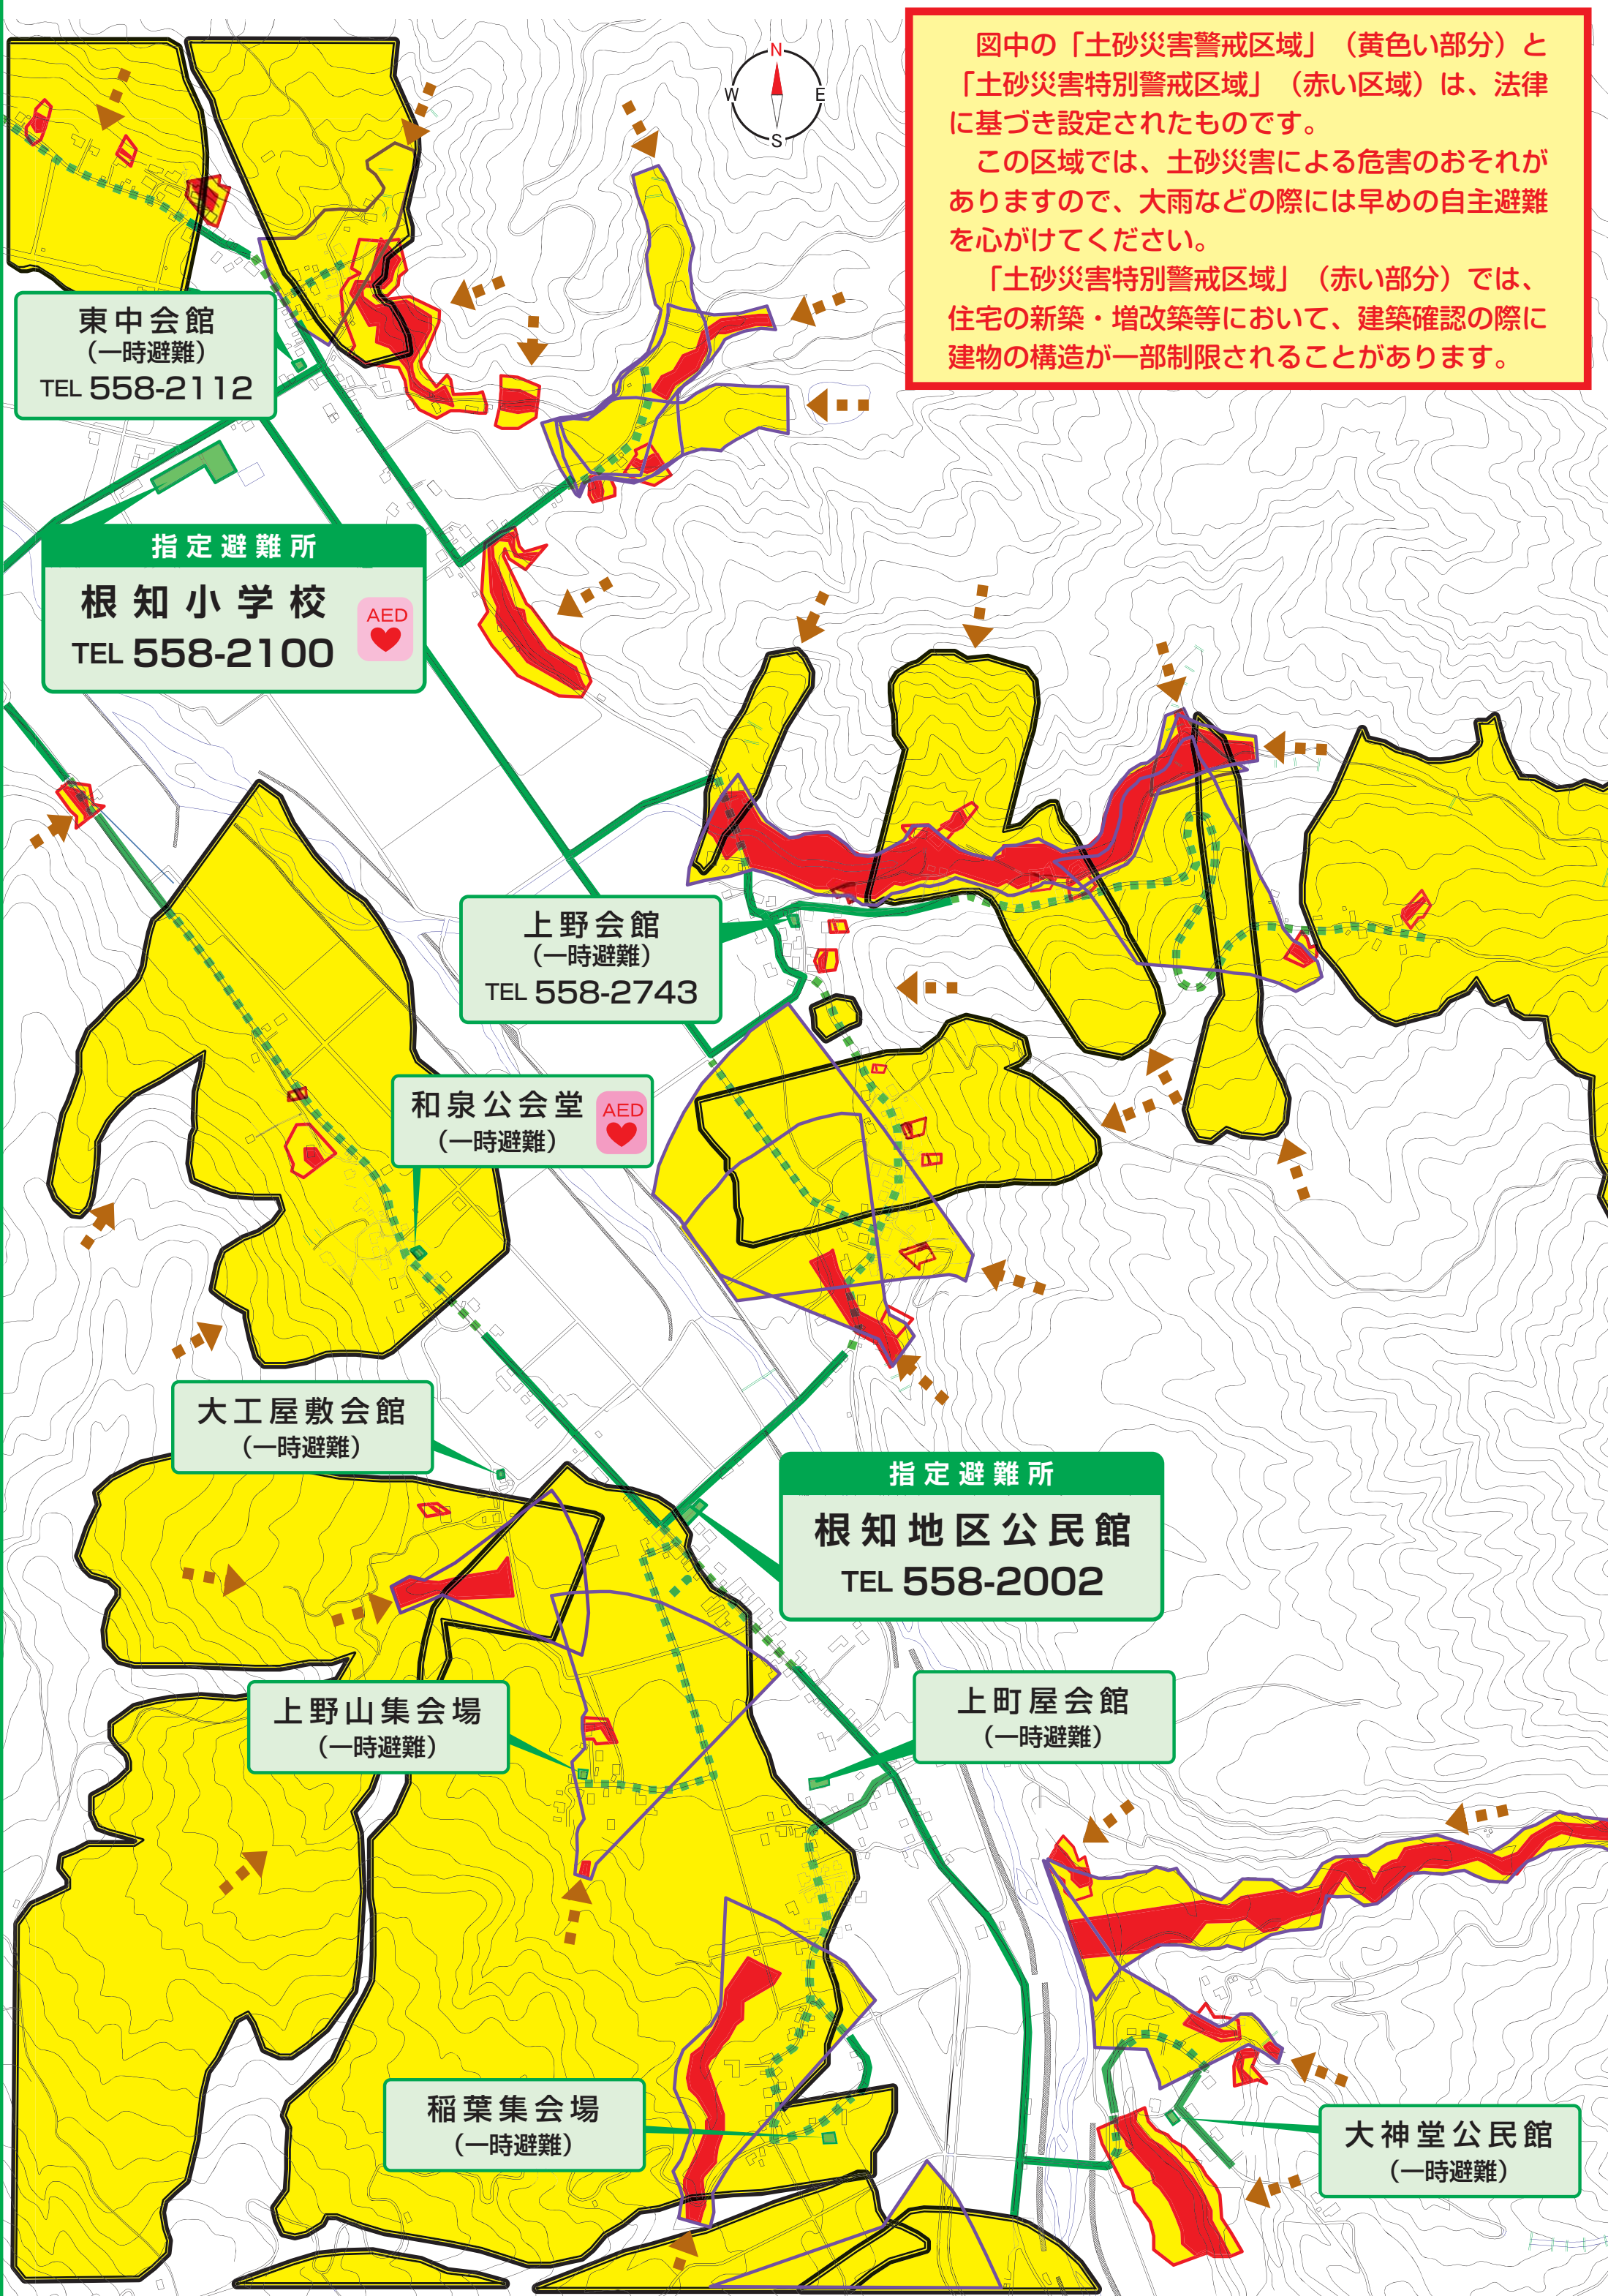 N
W E
S
図中の「土砂災害警戒区域」（黄色い部分）と
「土砂災害特別警戒区域」（赤い区域）は、法律
に基づき設定されたものです。
この区域では、土砂災害による危害のおそれが
ありますので、大雨などの際には早めの自主避難
を心がけてください。
「土砂災害特別警戒区域」（赤い部分）では、
住宅の新築・増改築等において、建築確認の際に
建物の構造が一部制限されることがあります。
東中会館
（一時避難）
TEL 558-2112
指定避難所
根知小学校
TEL 558-2100
AED
上野会館
（一時避難）
TEL 558-2743
和泉公会堂
（一時避難）
AED
大工屋敷会館
（一時避難）
指定避難所
根知地区公民館
TEL 558-2002
上野山集会場
（一時避難）
上町屋会館
（一時避難）
稲葉集会場
（一時避難）
大神堂公民館
（一時避難）